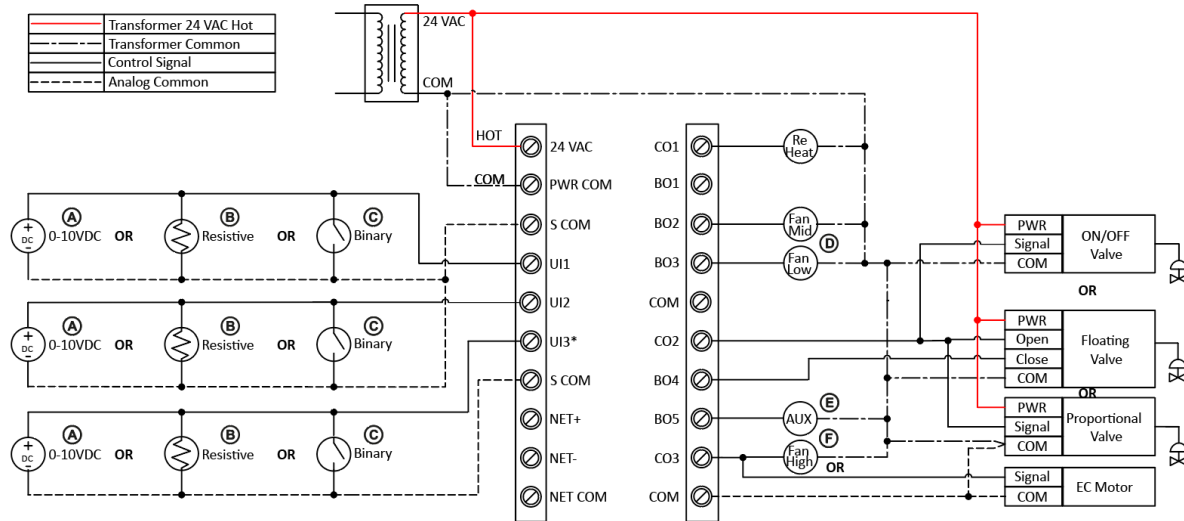 Transformer 24 VAC Hot
Transformer Common
Control Signal
Analog Common
24 VAC
COM
HOT
COM
24 VAC
PWR COM
S COM
UI1
UI2
UI3*
S COM
NET+
NET-
NET COM
A
0-10VDC
OR
B
Resistive
OR
C
Binary
+
DC
-
A
0-10VDC
OR
B
Resistive
OR
C
Binary
+
DC
-
A
0-10VDC
OR
B
Resistive
OR
C
Binary
+
DC
-
CO1
BO1
BO2
BO3
COM
CO2
BO4
BO5
CO3
COM
Re
Heat
Fan
Mid
D
Fan
Low
E
AUX
F
Fan
High
OR
PWR
Signal
COM
ON/OFF
Valve
OR
PWR
Open
Close
COM
Floating
Valve
OR
PWR
Signal
COM
Proportional
Valve
Signal
COM
EC Motor